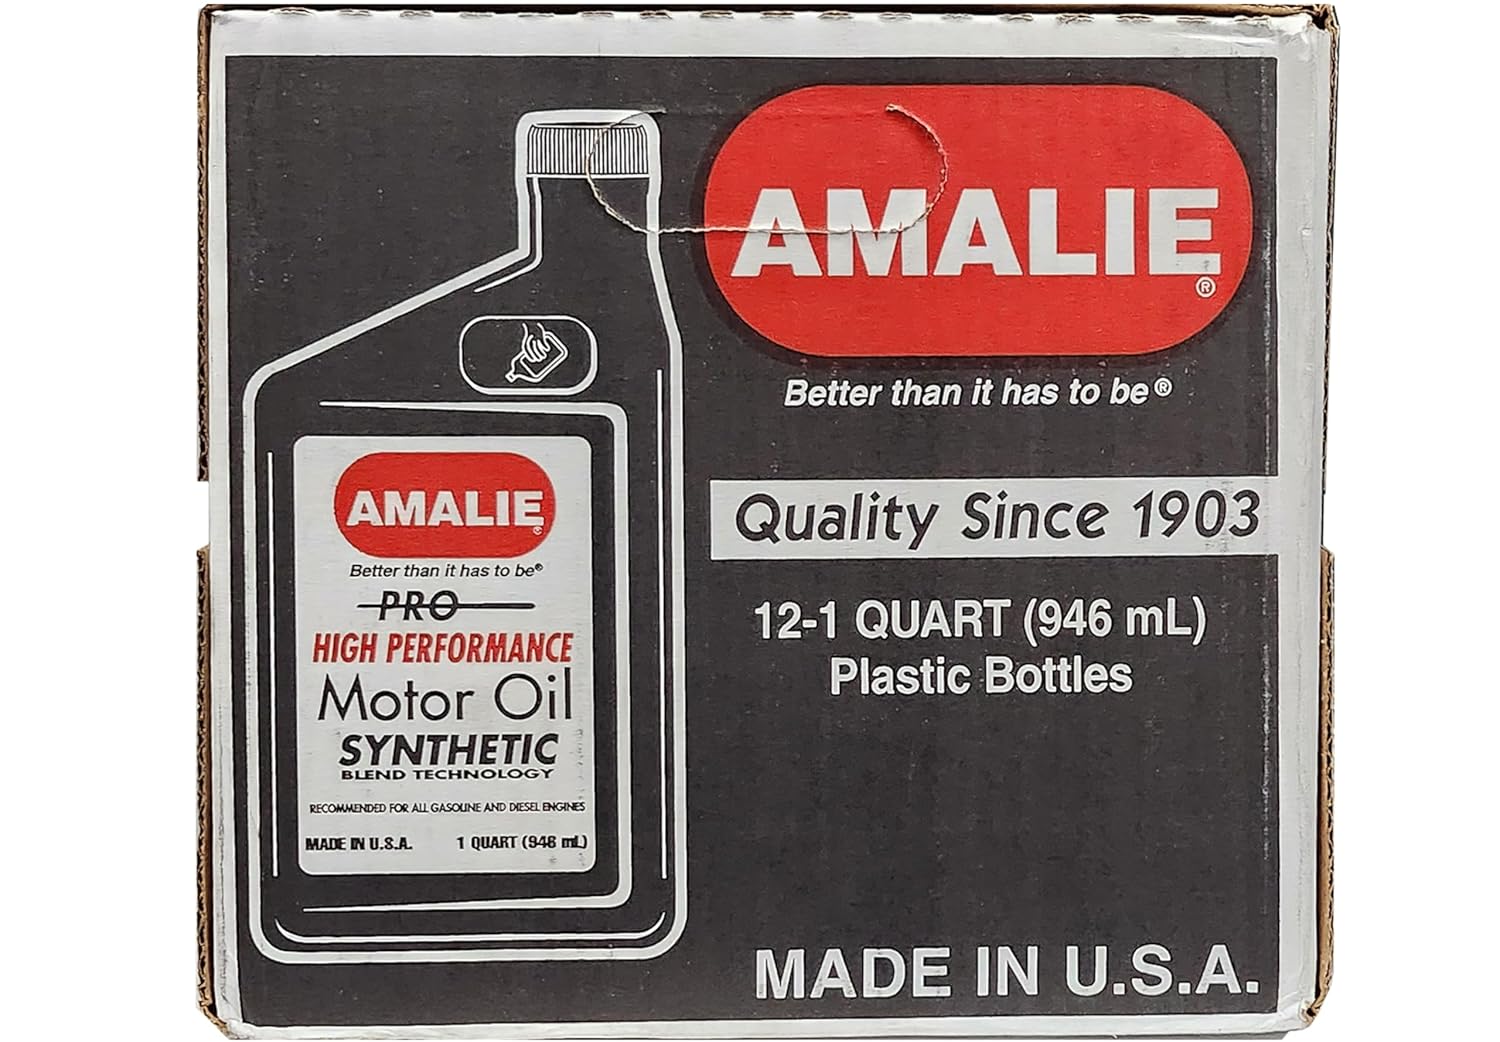 AMALIE®
Better than it has to be®
Quality Since 1903
12-1 QUART (946 mL)
Plastic Bottles
MADE IN U.S.A.
AMALIE®
Better than it has to be®
PRO
HIGH PERFORMANCE
Motor Oil
SYNTHETIC
BLEND TECHNOLOGY
RECOMMENDED FOR ALL GASOLINE AND DIESEL ENGINES
MADE IN U.S.A. 1 QUART (946 mL)